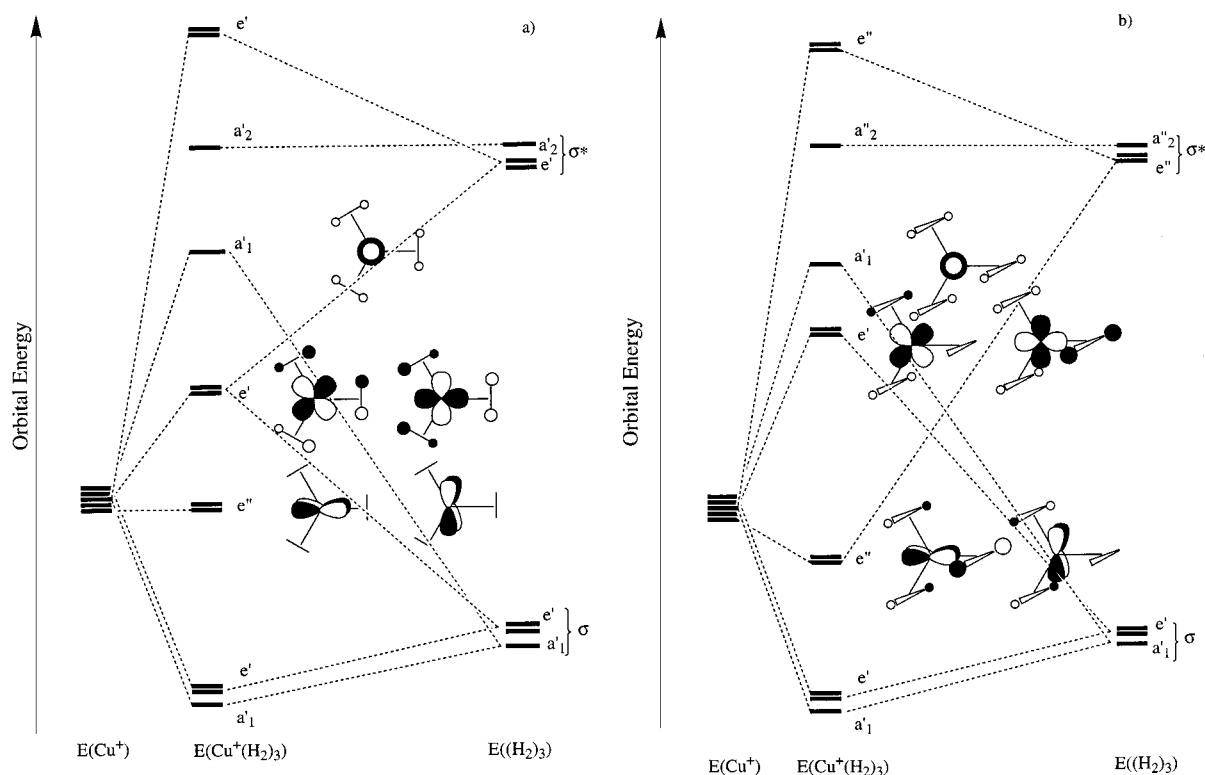 a)
Orbital Energy
e'
a'2
a'1
e'
e"
e'
a'1
a'2
e'
σ*
e'
a'1
σ
E(Cu⁺)
E(Cu⁺(H₂)₃)
E((H₂)₃)
b)
Orbital Energy
e"
a"2
a'1
e'
e"
e'
a'1
a"2
e"
σ*
e'
a'1
σ
E(Cu⁺)
E(Cu⁺(H₂)₃)
E((H₂)₃)